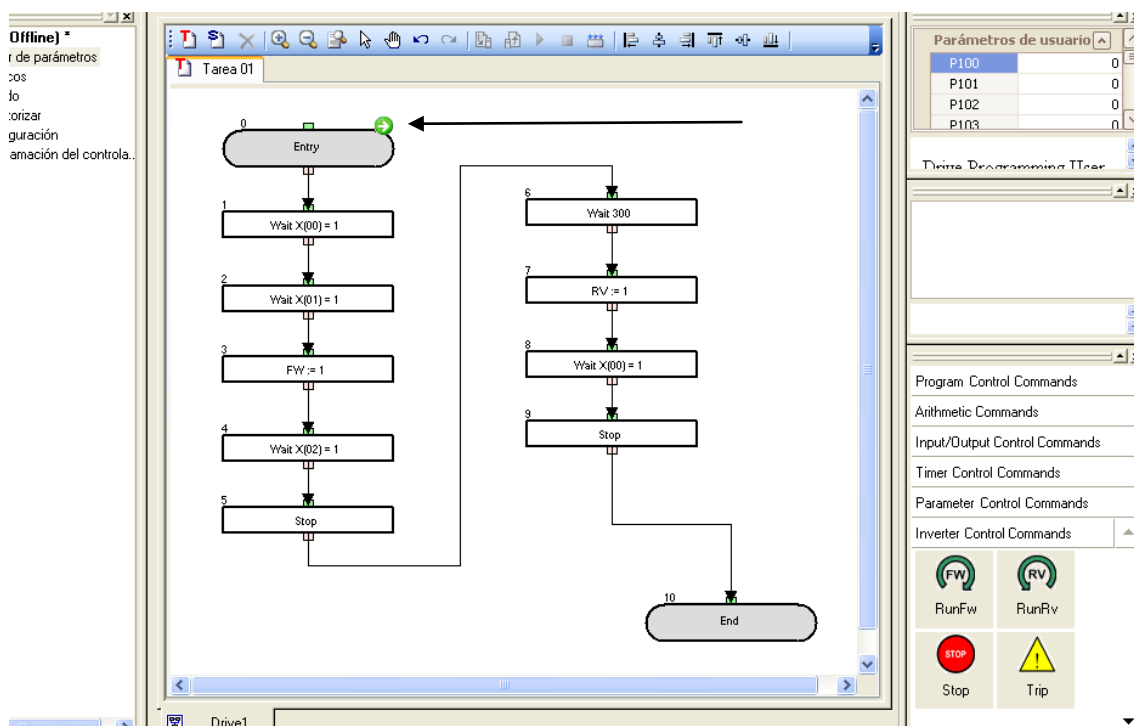 Offline) *
r de parámetros
cos
do
torizar
guración
amación del controla..
Tarea 01
0
Entry
1
Wait X(00) = 1
2
Wait X(01) = 1
3
FW := 1
4
Wait X(02) = 1
5
Stop
6
Wait 300
7
RV := 1
8
Wait X(00) = 1
9
Stop
10
End
Drive1
Parámetros de usuario
P100 0
P101 0
P102 0
P103 0
Drive Programming User
Program Control Commands
Arithmetic Commands
Input/Output Control Commands
Timer Control Commands
Parameter Control Commands
Inverter Control Commands
FW
RV
RunFw
RunRv
STOP
Stop
Trip